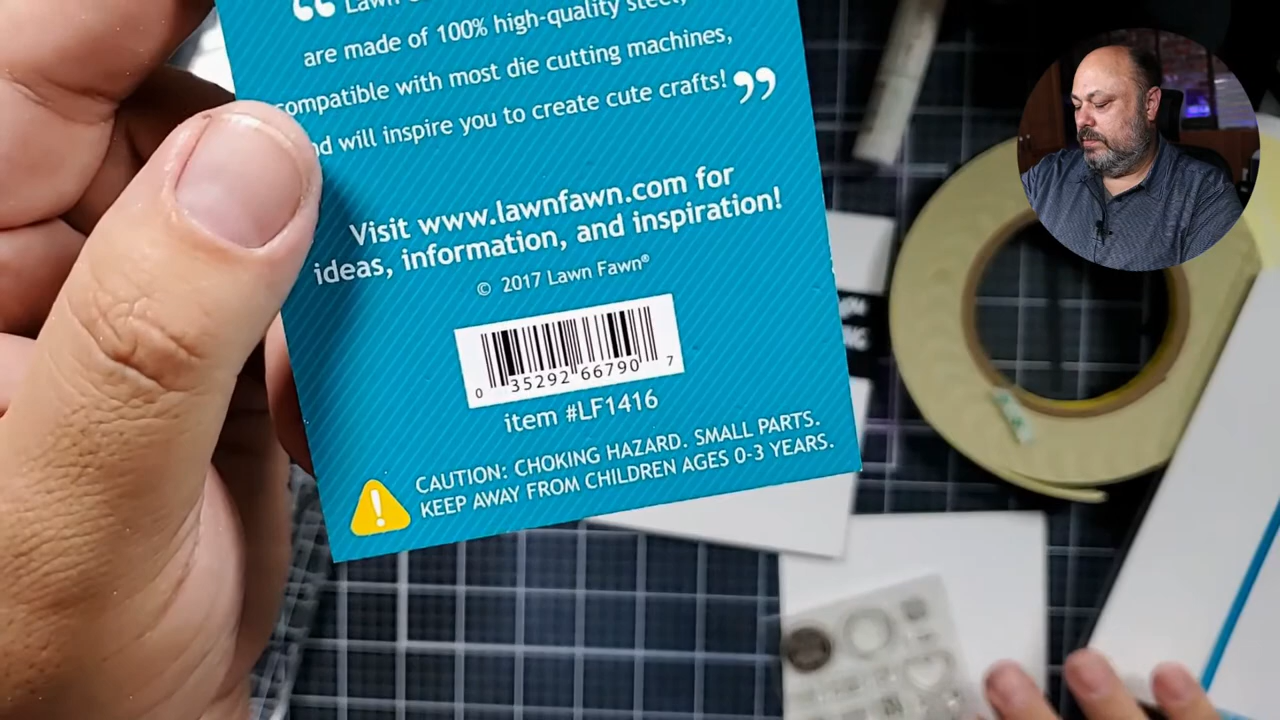 “ Lawn
are made of 100% high-quality steel,
compatible with most die cutting machines,
nd will inspire you to create cute crafts! ”
Visit www.lawnfawn.com for
ideas, information, and inspiration!
© 2017 Lawn Fawn®
0 35292 66790 7
item #LF1416
CAUTION: CHOKING HAZARD. SMALL PARTS.
KEEP AWAY FROM CHILDREN AGES 0-3 YEARS.